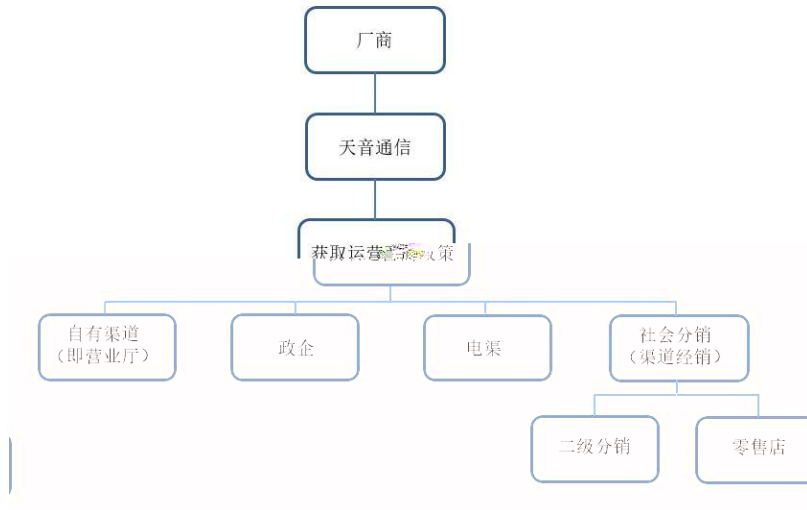 厂商
天音通信
获取运营 策
自有渠道
（即营业厅）
政企
电渠
社会分销
（渠道经销）
二级分销
零售店